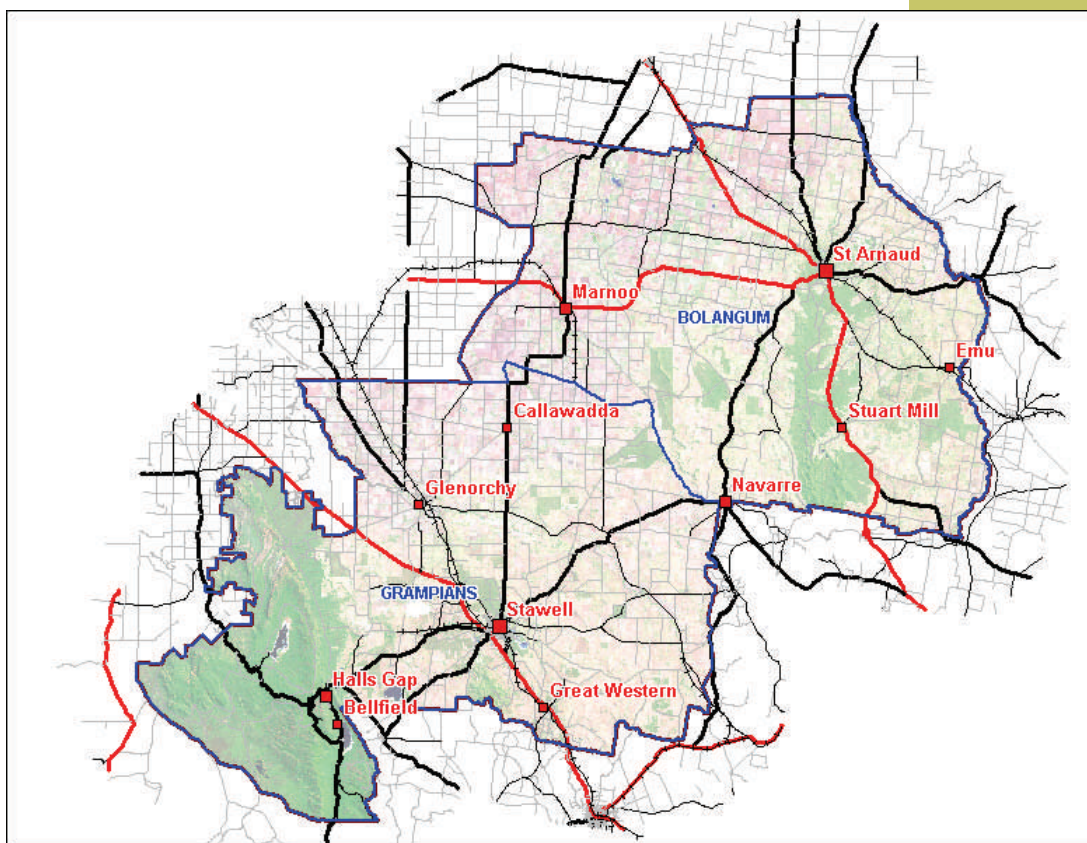 St Arnaud
Marnoo
BOLANGUM
Emu
Callawadda
Stuart Mill
Glenorchy
Navarre
GRAMPIANS
Stawell
Halls Gap
Great Western
Bellfield